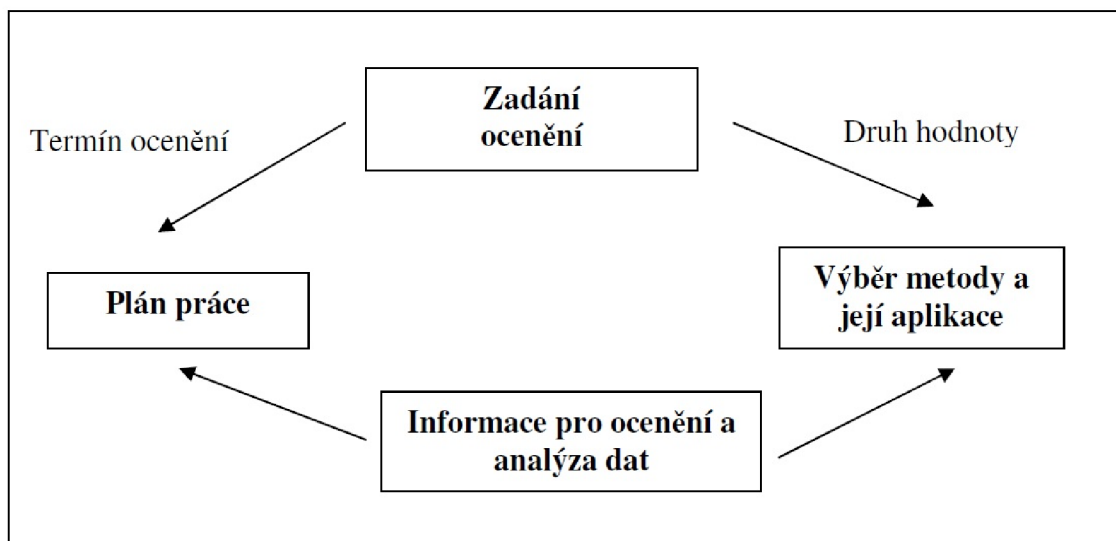 Zadání
ocenění
Termín ocenění
Druh hodnoty
Plán práce
Výběr metody a
její aplikace
Informace pro ocenění a
analýza dat